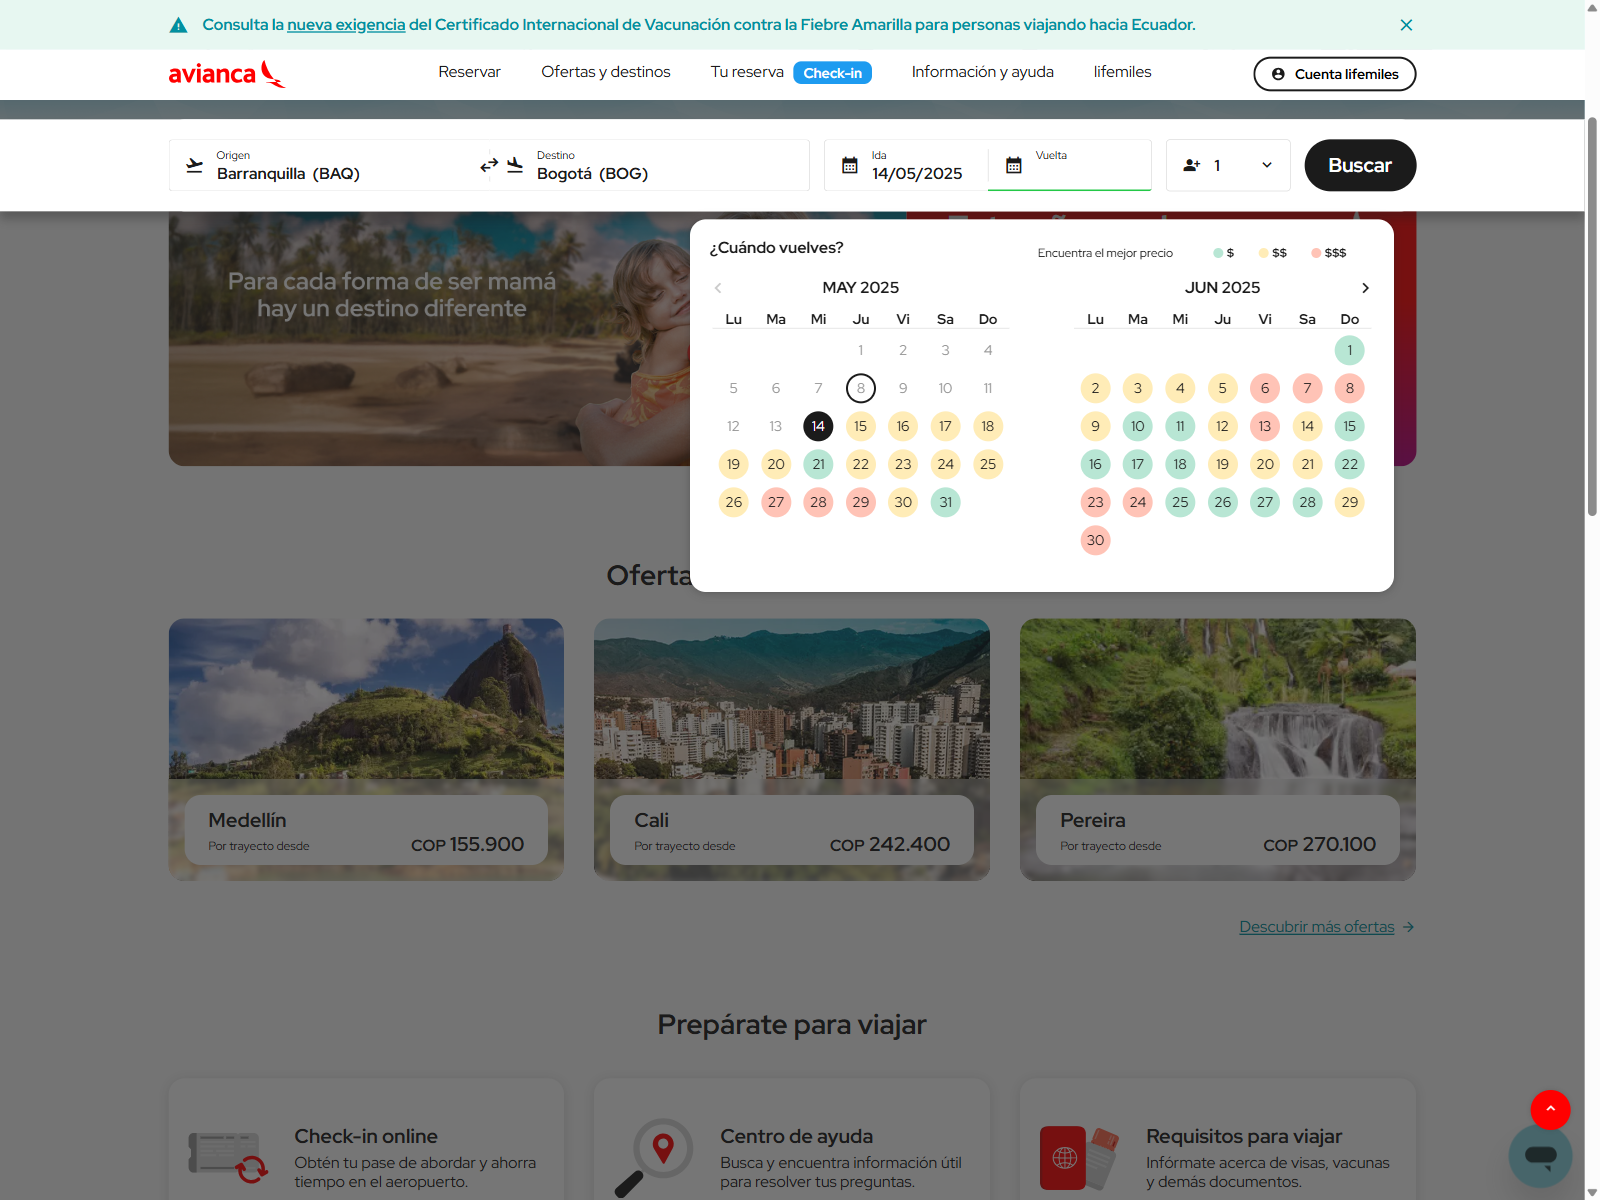 Consulta la nueva exigencia del Certificado Internacional de Vacunación contra la Fiebre Amarilla para personas viajando hacia Ecuador.
avianca
Reservar
Ofertas y destinos
Tu reserva
Check-in
Información y ayuda
lifemiles
Cuenta lifemiles
Origen
Barranquilla (BAQ)
Destino
Bogotá (BOG)
Ida
14/05/2025
Vuelta
1
Buscar
Para cada forma de ser mamá
hay un destino diferente
¿Cuándo vuelves?
Encuentra el mejor precio
$
$$
$$$
MAY 2025
Lu Ma Mi Ju Vi Sa Do
1 2 3 4
5 6 7 8 9 10 11
12 13 14 15 16 17 18
19 20 21 22 23 24 25
26 27 28 29 30 31
JUN 2025
Lu Ma Mi Ju Vi Sa Do
1
2 3 4 5 6 7 8
9 10 11 12 13 14 15
16 17 18 19 20 21 22
23 24 25 26 27 28 29
30
Medellín
Por trayecto desde
COP 155.900
Cali
Por trayecto desde
COP 242.400
Pereira
Por trayecto desde
COP 270.100
Descubrir más ofertas
Prepárate para viajar
Check-in online
Obtén tu pase de abordar y ahorra
tiempo en el aeropuerto.
Centro de ayuda
Busca y encuentra información útil
para resolver tus preguntas.
Requisitos para viajar
Infórmate acerca de visas, vacunas
y demás documentos.